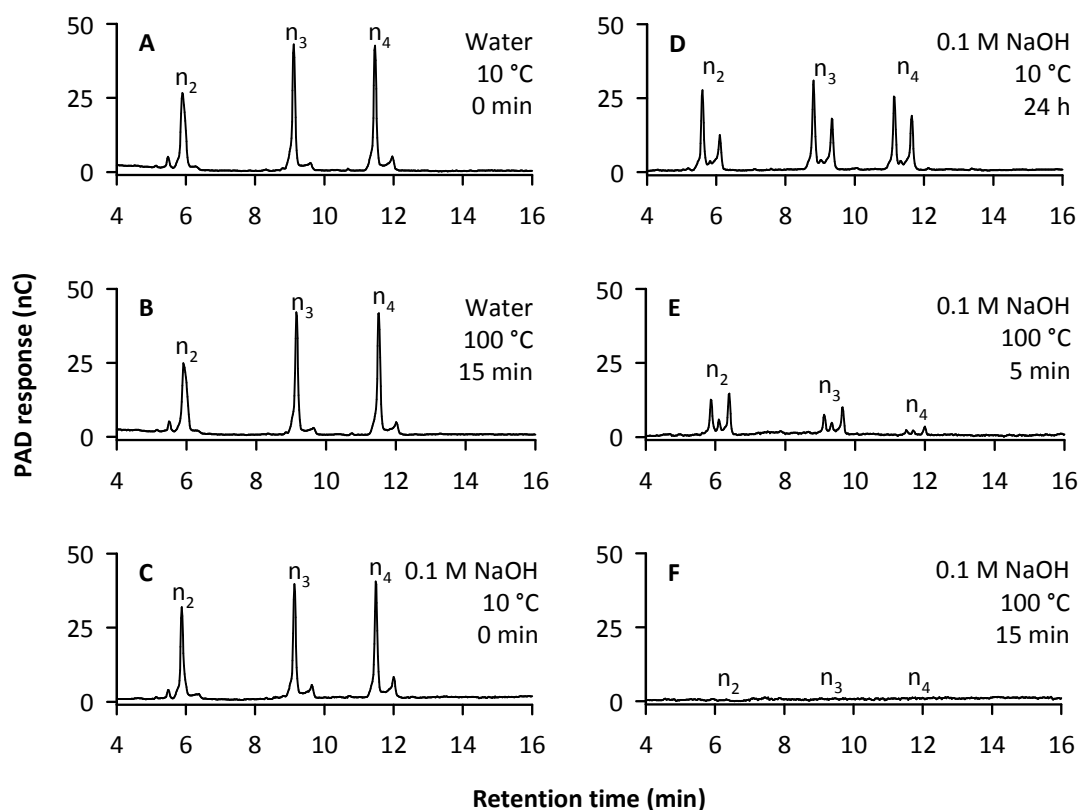 A
Water
10 °C
0 min
n2
n3
n4
50
25
0
4 6 8 10 12 14 16
D
0.1 M NaOH
10 °C
24 h
n2
n3
n4
50
25
0
4 6 8 10 12 14 16
B
Water
100 °C
15 min
n2
n3
n4
50
25
0
4 6 8 10 12 14 16
E
0.1 M NaOH
100 °C
5 min
n2
n3
n4
50
25
0
4 6 8 10 12 14 16
C
0.1 M NaOH
10 °C
0 min
n2
n3
n4
50
25
0
4 6 8 10 12 14 16
F
0.1 M NaOH
100 °C
15 min
n2
n3
n4
50
25
0
4 6 8 10 12 14 16
PAD response (nC)
Retention time (min)